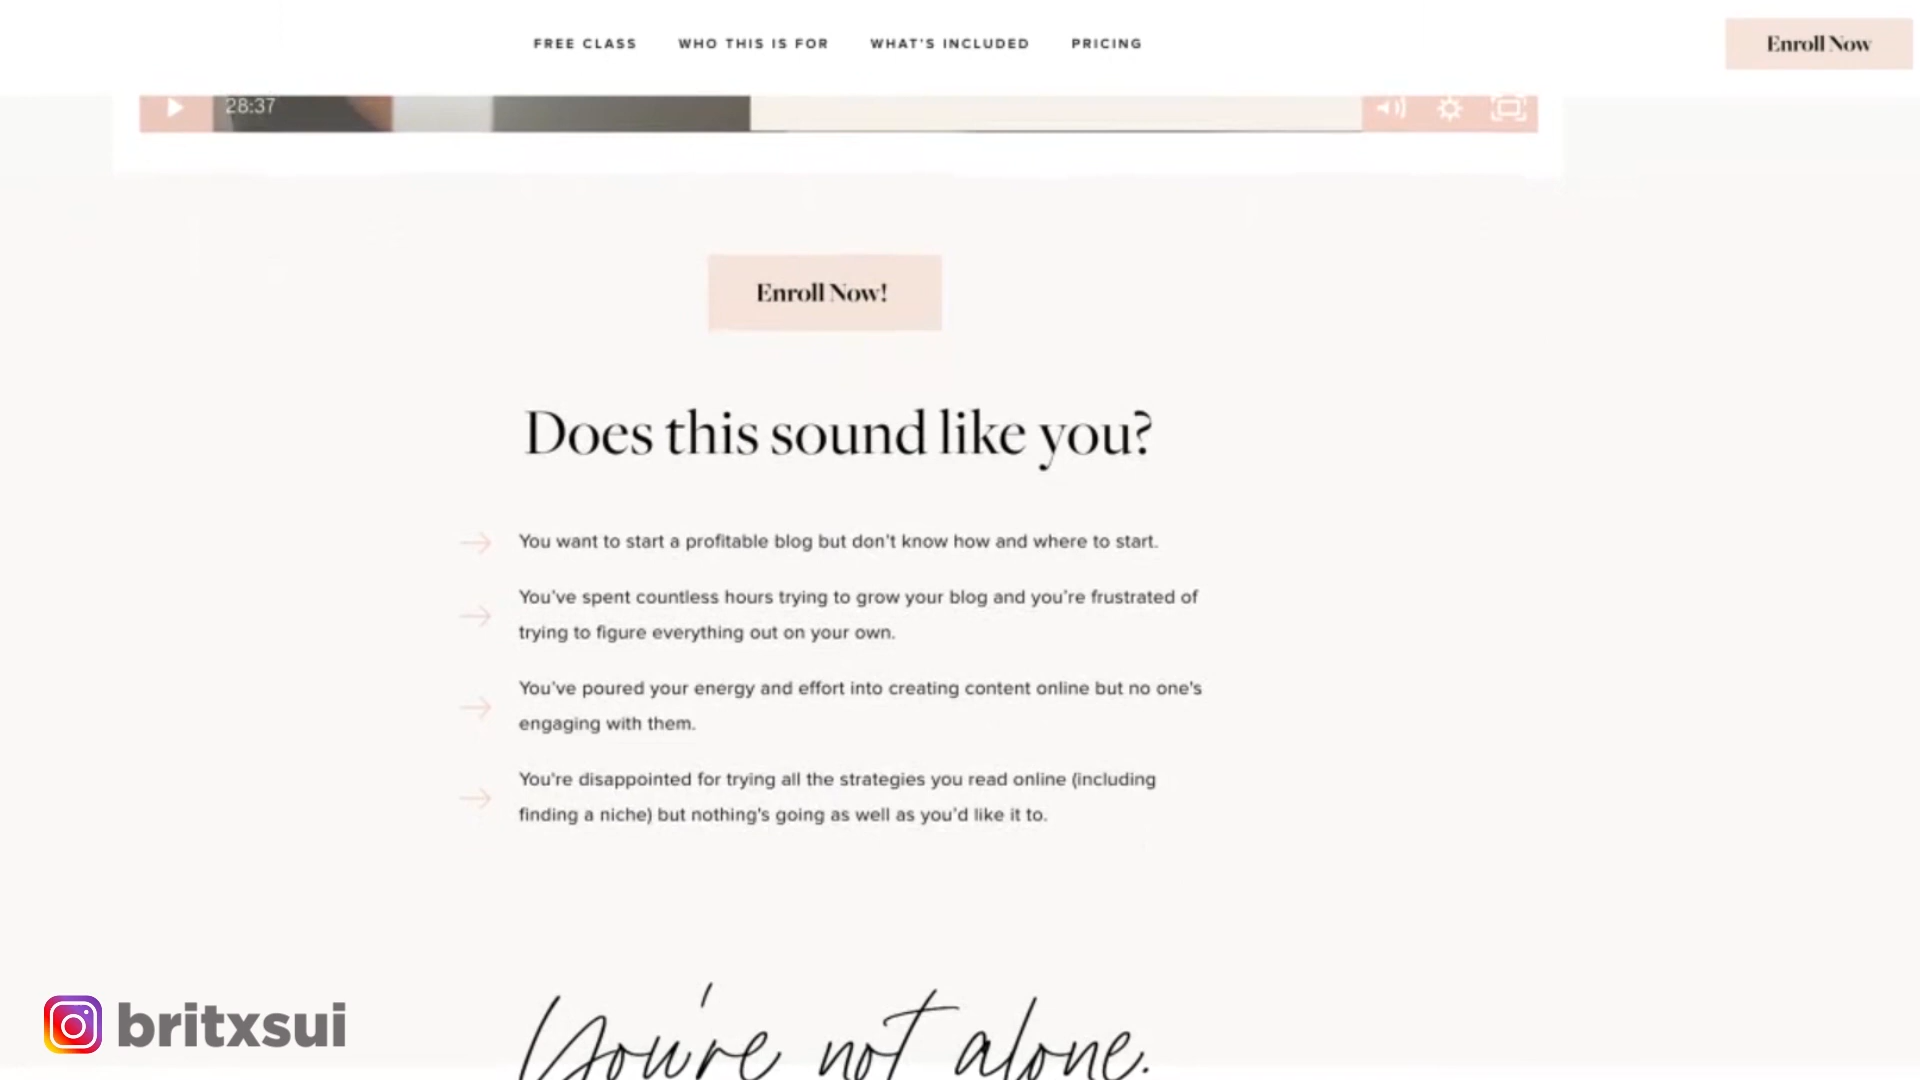 FREE CLASS
WHO THIS IS FOR
WHAT'S INCLUDED
PRICING
Enroll Now
28:37
Enroll Now!
Does this sound like you?
You want to start a profitable blog but don't know how and where to start.
You've spent countless hours trying to grow your blog and you're frustrated of
trying to figure everything out on your own.
You've poured your energy and effort into creating content online but no one's
engaging with them.
You're disappointed for trying all the strategies you read online (including
finding a niche) but nothing's going as well as you'd like it to.
You're not alone.
britxsui